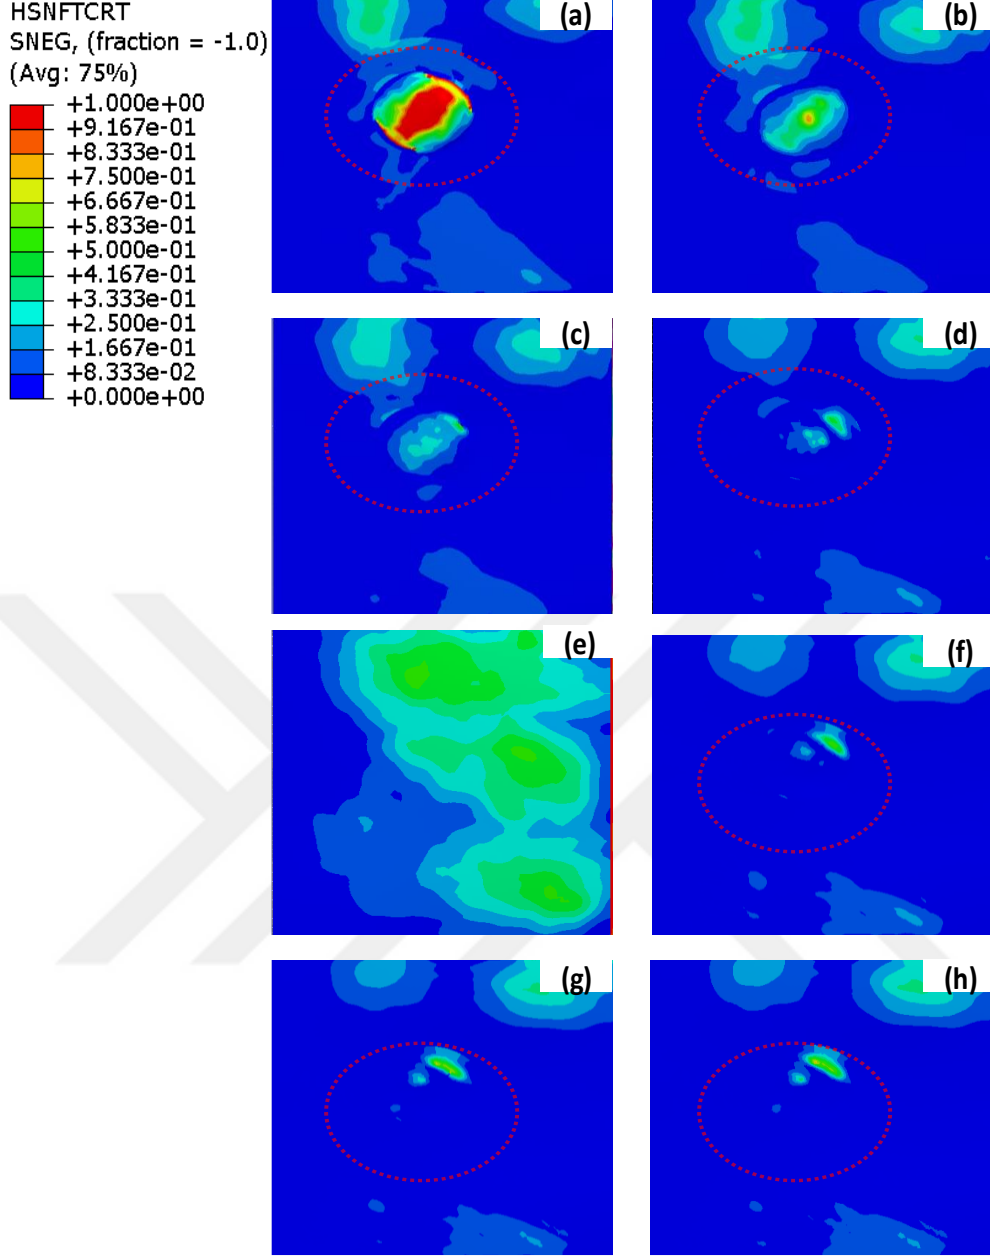 HSNFTCRT
SNEG, (fraction = -1.0)
(Avg: 75%)
+1.000e+00
+9.167e-01
+8.333e-01
+7.500e-01
+6.667e-01
+5.833e-01
+5.000e-01
+4.167e-01
+3.333e-01
+2.500e-01
+1.667e-01
+8.333e-02
+0.000e+00
(a)
(b)
(c)
(d)
(e)
(f)
(g)
(h)